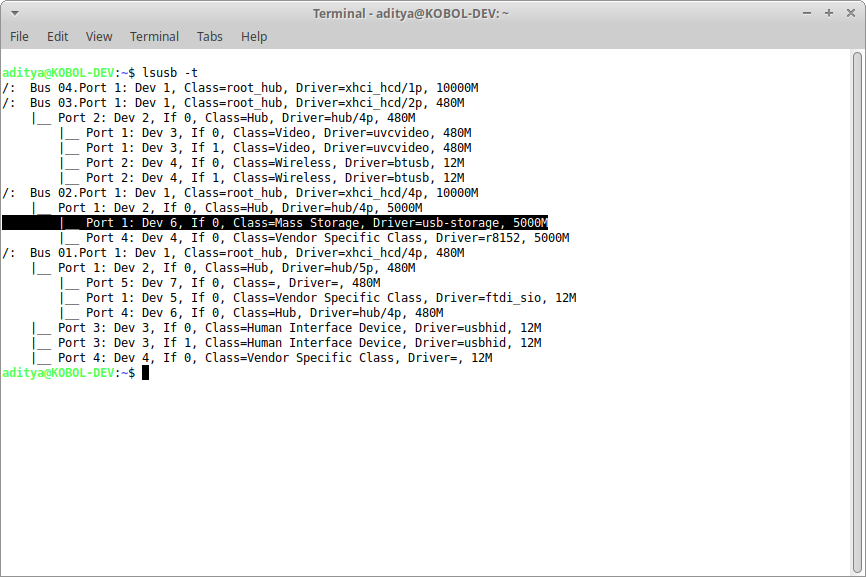 Terminal - aditya@KOBOL-DEV: ~
File Edit View Terminal Tabs Help
aditya@KOBOL-DEV:~$ lsusb -t
/:  Bus 04.Port 1: Dev 1, Class=root_hub, Driver=xhci_hcd/1p, 10000M
/:  Bus 03.Port 1: Dev 1, Class=root_hub, Driver=xhci_hcd/2p, 480M
    |__ Port 2: Dev 2, If 0, Class=Hub, Driver=hub/4p, 480M
        |__ Port 1: Dev 3, If 0, Class=Video, Driver=uvcvideo, 480M
        |__ Port 1: Dev 3, If 1, Class=Video, Driver=uvcvideo, 480M
        |__ Port 2: Dev 4, If 0, Class=Wireless, Driver=btusb, 12M
        |__ Port 2: Dev 4, If 1, Class=Wireless, Driver=btusb, 12M
/:  Bus 02.Port 1: Dev 1, Class=root_hub, Driver=xhci_hcd/4p, 10000M
    |__ Port 1: Dev 2, If 0, Class=Hub, Driver=hub/4p, 5000M
        |__ Port 1: Dev 6, If 0, Class=Mass Storage, Driver=usb-storage, 5000M
        |__ Port 4: Dev 4, If 0, Class=Vendor Specific Class, Driver=r8152, 5000M
/:  Bus 01.Port 1: Dev 1, Class=root_hub, Driver=xhci_hcd/4p, 480M
    |__ Port 1: Dev 2, If 0, Class=Hub, Driver=hub/5p, 480M
        |__ Port 5: Dev 7, If 0, Class=, Driver=, 480M
        |__ Port 1: Dev 5, If 0, Class=Vendor Specific Class, Driver=ftdi_sio, 12M
        |__ Port 4: Dev 6, If 0, Class=Hub, Driver=hub/4p, 480M
    |__ Port 3: Dev 3, If 0, Class=Human Interface Device, Driver=usbhid, 12M
    |__ Port 3: Dev 3, If 1, Class=Human Interface Device, Driver=usbhid, 12M
    |__ Port 4: Dev 4, If 0, Class=Vendor Specific Class, Driver=, 12M
aditya@KOBOL-DEV:~$